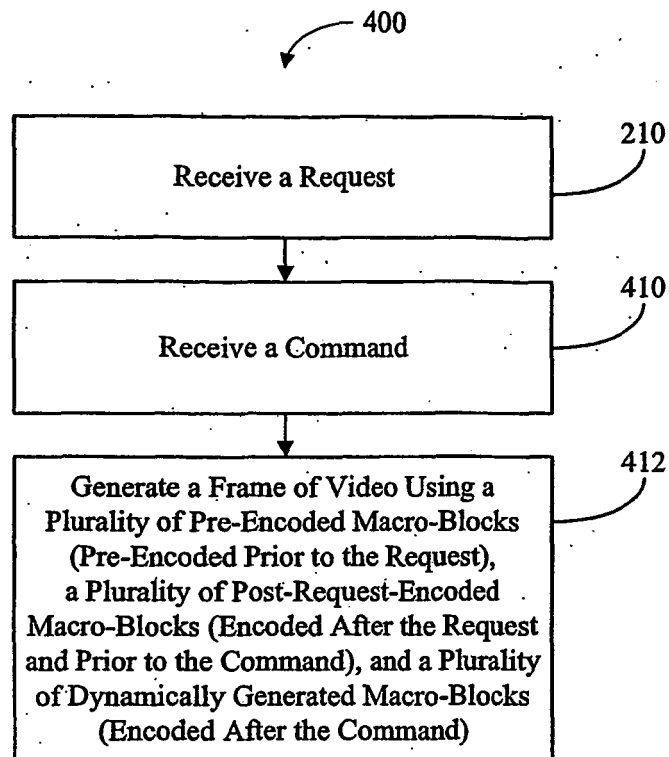 400
Receive a Request
210
Receive a Command
410
Generate a Frame of Video Using a
Plurality of Pre-Encoded Macro-Blocks
(Pre-Encoded Prior to the Request),
a Plurality of Post-Request-Encoded
Macro-Blocks (Encoded After the Request
and Prior to the Command), and a Plurality
of Dynamically Generated Macro-Blocks
(Encoded After the Command)
412